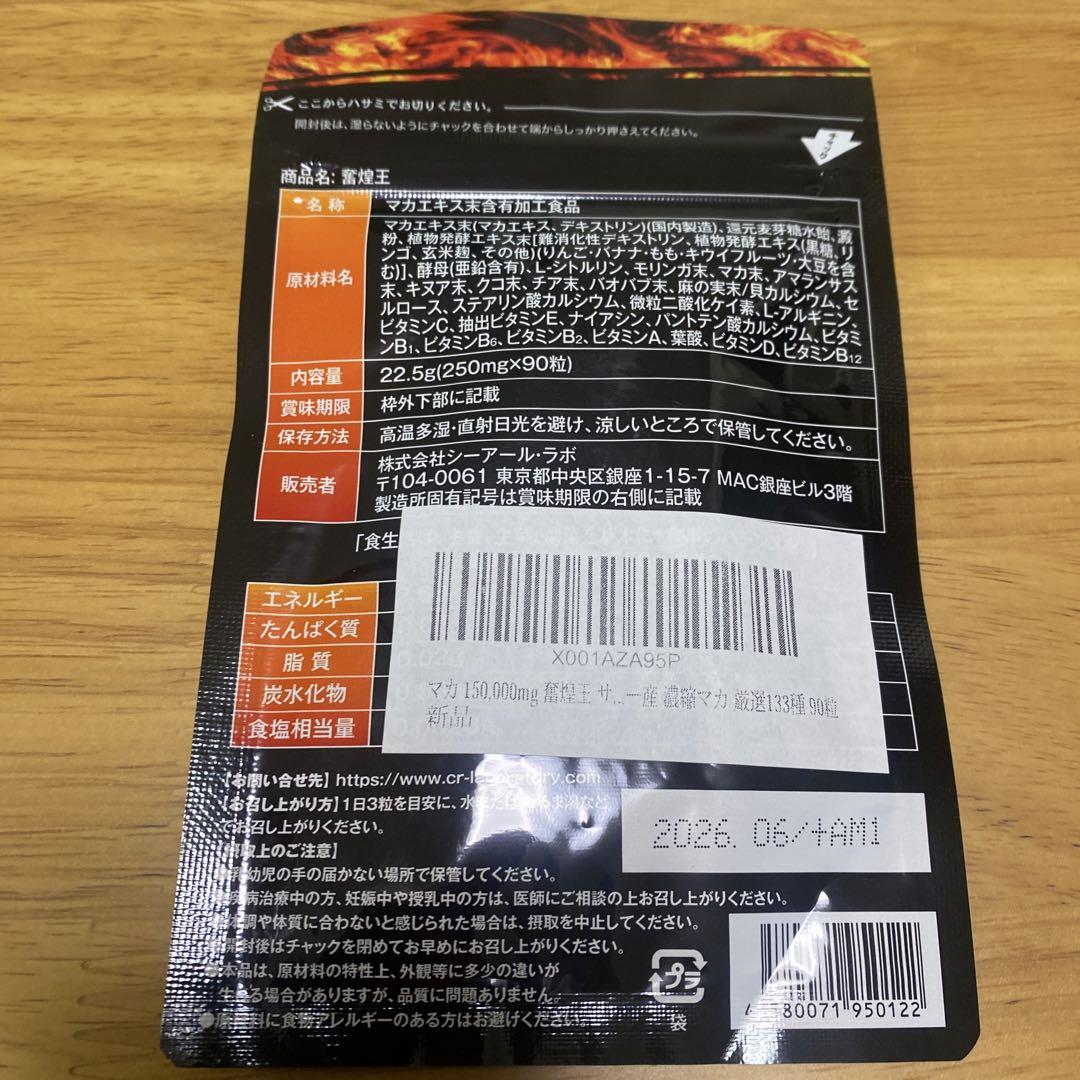 ここからハサミでお切りください。
開封後は、湿らないようにチャックを合わせて端からしっかり押さえてください。
チャック
商品名: 奮煌王
名称 マカエキス末含有加工食品
原材料名
マカエキス末(マカエキス、デキストリン)(国内製造)、還元麦芽糖水飴、澱
粉、植物発酵エキス末[難消化性デキストリン、植物発酵エキス(黒糖、リ
ンゴ、玄米麹、その他)(りんご・バナナ・もも・キウイフルーツ・大豆を含
む)]、酵母(亜鉛含有)、L-シトルリン、モリンガ末、マカ末、アマランサス
末、キヌア末、クコ末、チア末、バオバブ末、麻の実末/貝カルシウム、セ
ルロース、ステアリン酸カルシウム、微粒二酸化ケイ素、L-アルギニン、
ビタミンC、抽出ビタミンE、ナイアシン、パントテン酸カルシウム、ビタミ
ンB1、ビタミンB6、ビタミンB2、ビタミンA、葉酸、ビタミンD、ビタミンB12
内容量 22.5g(250mg×90粒)
賞味期限 枠外下部に記載
保存方法 高温多湿・直射日光を避け、涼しいところで保管してください。
販売者
株式会社シーアール・ラボ
〒104-0061 東京都中央区銀座1-15-7 MAC銀座ビル3階
製造所固有記号は賞味期限の右側に記載
「食生
エネルギー
たんぱく質
脂質
炭水化物
食塩相当量
X001AZA95P
マカ 150,000mg 奮煌王 サ... 一産 濃縮マカ 厳選133種 90粒
新品
【お問い合せ先】https://www.cr-laboratory.com
【お召し上がり方】1日3粒を目安に、水またはぬるま湯など
でお召し上がりください。
取上のご注意】
乳幼児の手の届かない場所で保管してください。
疾病治療中の方、妊娠中や授乳中の方は、医師にご相談の上お召し上がりください。
体調や体質に合わないと感じられた場合は、摂取を中止してください。
開封後はチャックを閉めてお早めにお召し上がりください。
●本品は、原材料の特性上、外観等に多少の違いが
生じる場合がありますが、品質に問題ありません。
●原材料に食物アレルギーのある方はお避けください。
2026. 06/+AM1
プラ
袋
4 580071 950122